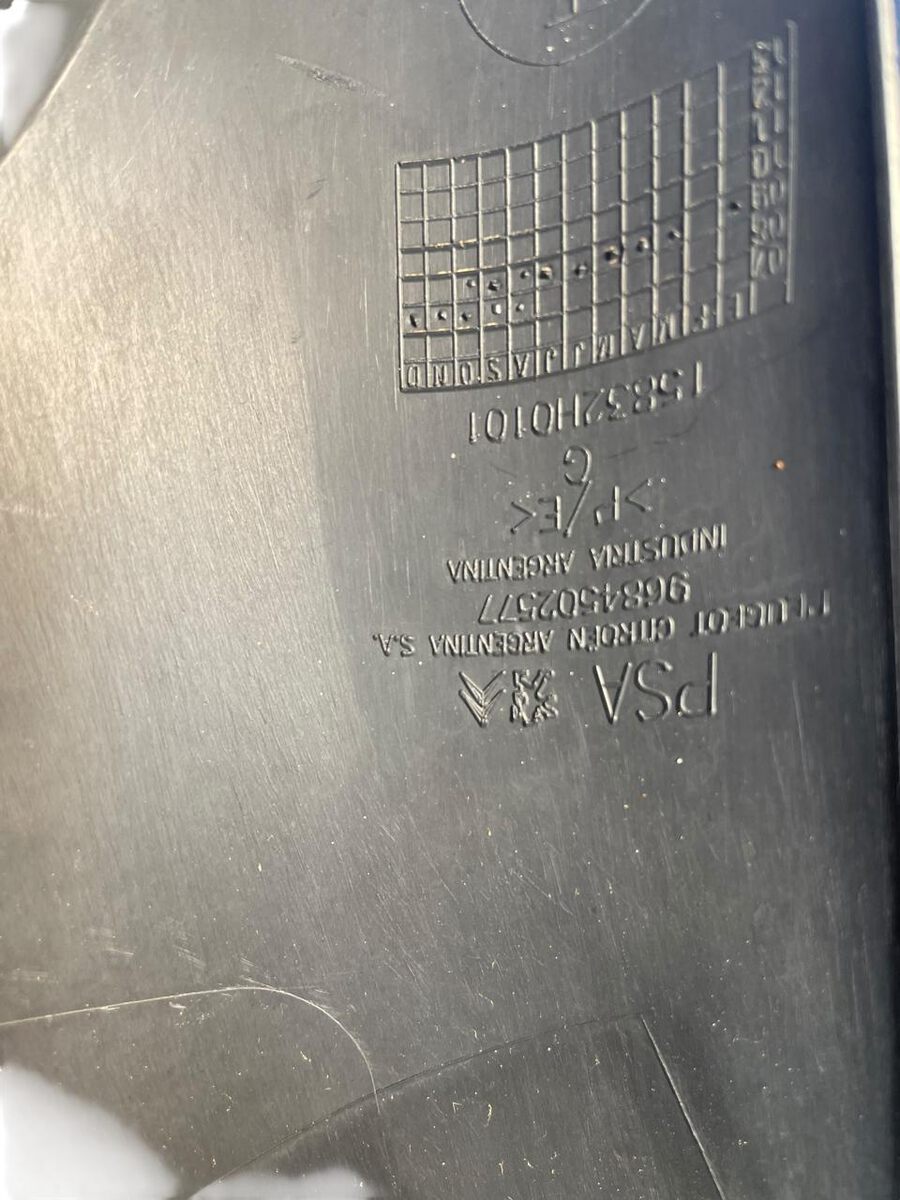 PSA
PEUGEOT CITROËN ARGENTINA S.A.
9684502577
INDUSTRIA ARGENTINA
>P/E<
G
15832H0101
E F M A M J J A S O N D